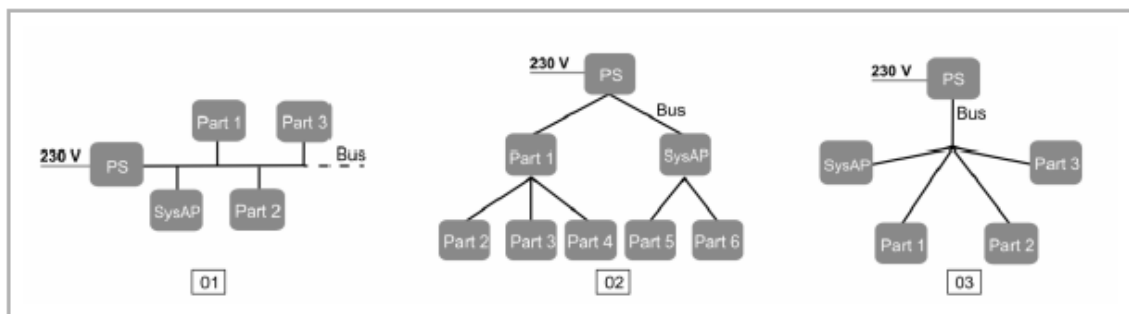 230 V
PS
Part 1
Part 3
Bus
SysAP
Part 2
01
230 V
PS
Bus
Part 1
SysAP
Part 2
Part 3
Part 4
Part 5
Part 6
02
230 V
PS
Bus
SysAP
Part 3
Part 1
Part 2
03